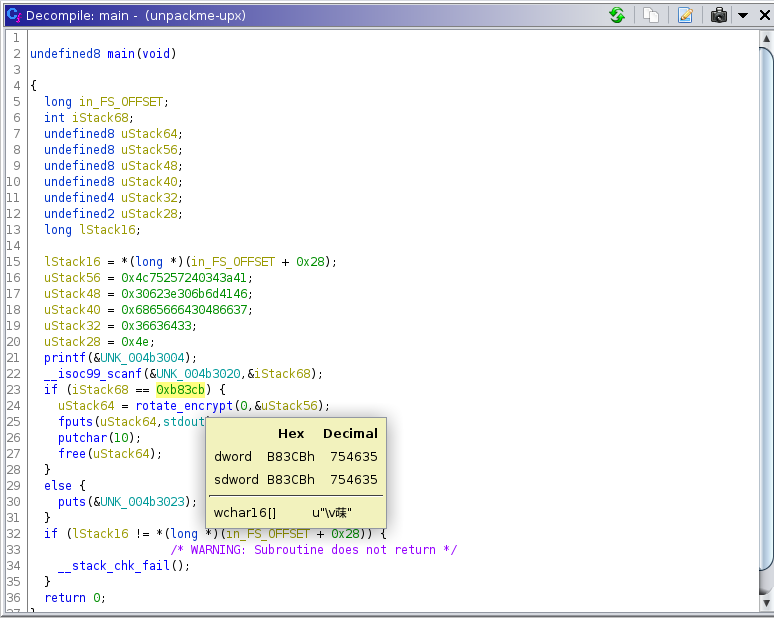 Decompile: main - (unpackme-upx)
1
2 undefined8 main(void)
3
4 {
5 long in_FS_OFFSET;
6 int iStack68;
7 undefined8 uStack64;
8 undefined8 uStack56;
9 undefined8 uStack48;
10 undefined8 uStack40;
11 undefined4 uStack32;
12 undefined2 uStack28;
13 long lStack16;
14
15 lStack16 = *(long *)(in_FS_OFFSET + 0x28);
16 uStack56 = 0x4c75257240343a41;
17 uStack48 = 0x30623e306b6d4146;
18 uStack40 = 0x6865666430486637;
19 uStack32 = 0x36636433;
20 uStack28 = 0x4e;
21 printf(&UNK_004b3004);
22 __isoc99_scanf(&UNK_004b3020,&iStack68);
23 if (iStack68 == 0xb83cb) {
24 uStack64 = rotate_encrypt(0,&uStack56);
25 fputs(uStack64,stdout
26 putchar(10);
27 free(uStack64);
28 }
29 else {
30 puts(&UNK_004b3023);
31 }
32 if (lStack16 != *(long *)(in_FS_OFFSET + 0x28)) {
33 /* WARNING: Subroutine does not return */
34 __stack_chk_fail();
35 }
36 return 0;
37 }
Hex Decimal
dword B83CBh 754635
sdword B83CBh 754635
wchar16[]